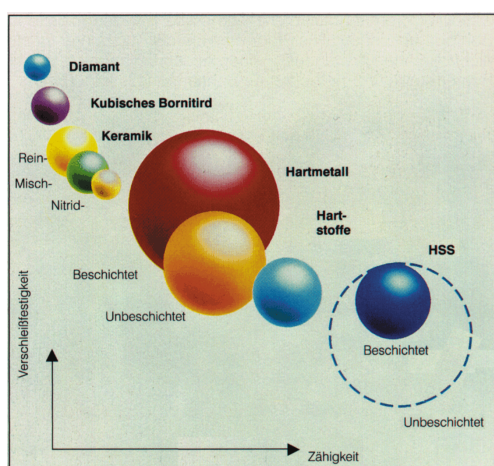 Diamant
Kubisches Bornitird
Keramik
Rein-
Misch-
Nitrid-
Hartmetall
Hart-
stoffe
HSS
Beschichtet
Unbeschichtet
Beschichtet
Unbeschichtet
Verschleißfestigkeit
Zähigkeit